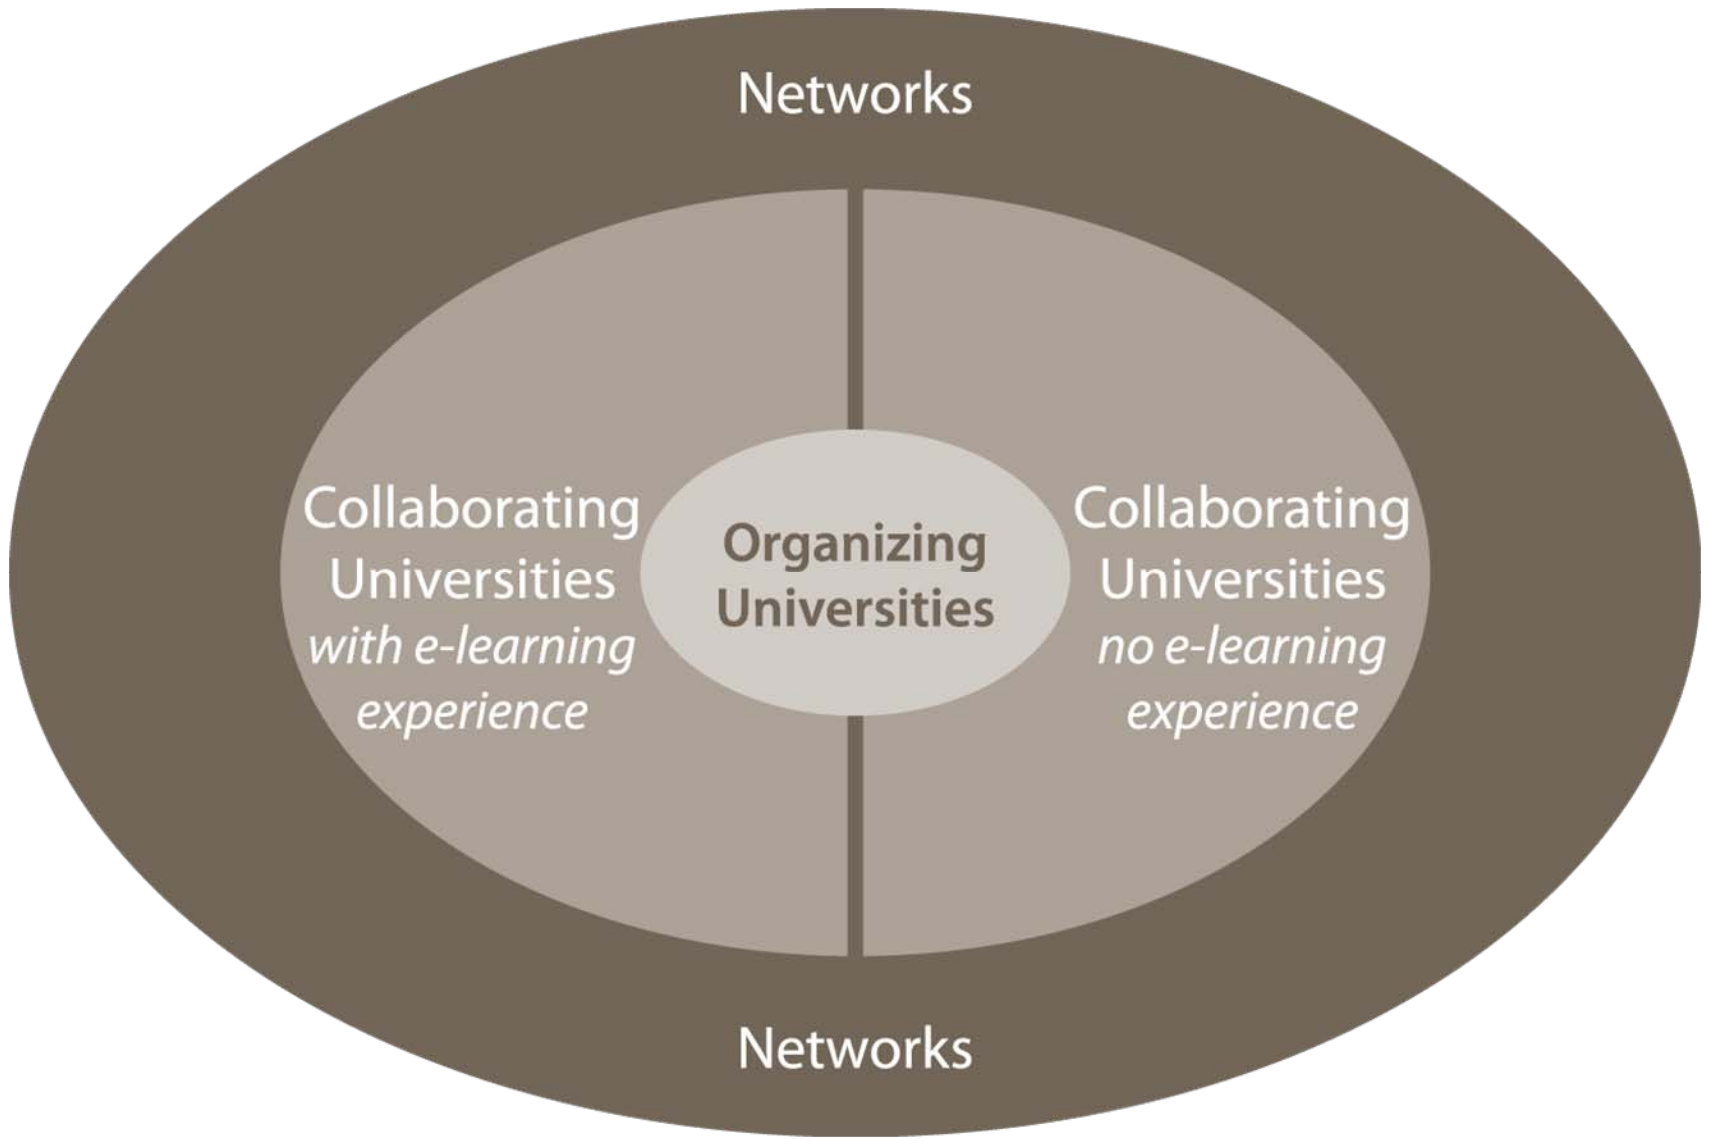 Networks
Collaborating
Universities
with e-learning
experience
Organizing
Universities
Collaborating
Universities
no e-learning
experience
Networks